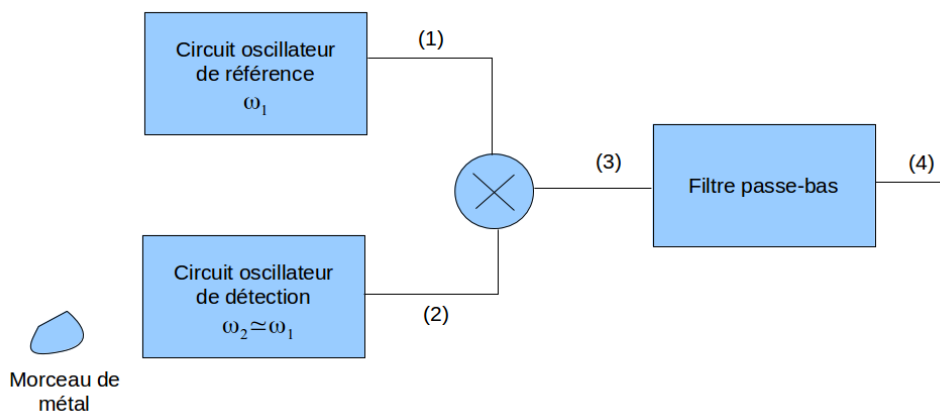 Circuit oscillateur
de référence
ω₁
(1)
(3)
Filtre passe-bas
(4)
Circuit oscillateur
de détection
ω₂≃ω₁
(2)
Morceau de
métal